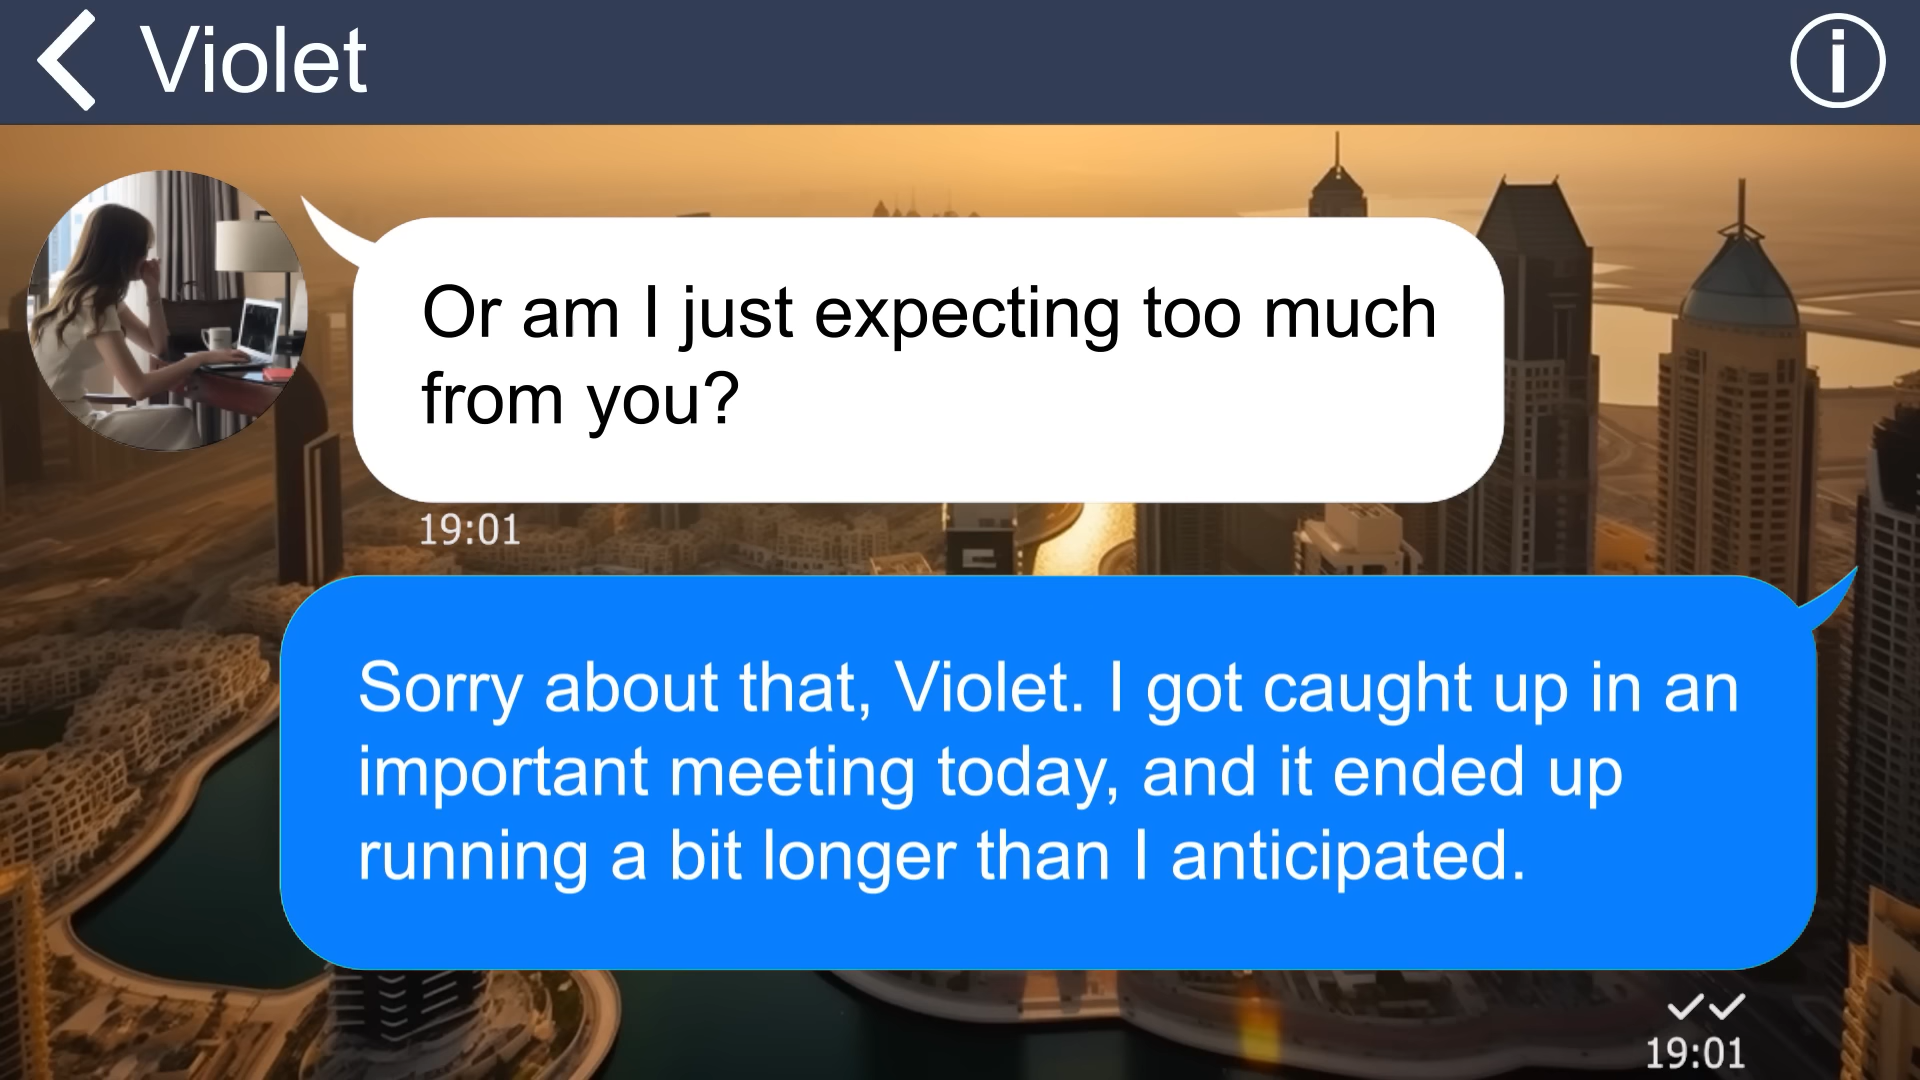 Violet
Or am I just expecting too much
from you?
19:01
Sorry about that, Violet. I got caught up in an
important meeting today, and it ended up
running a bit longer than I anticipated.
19:01